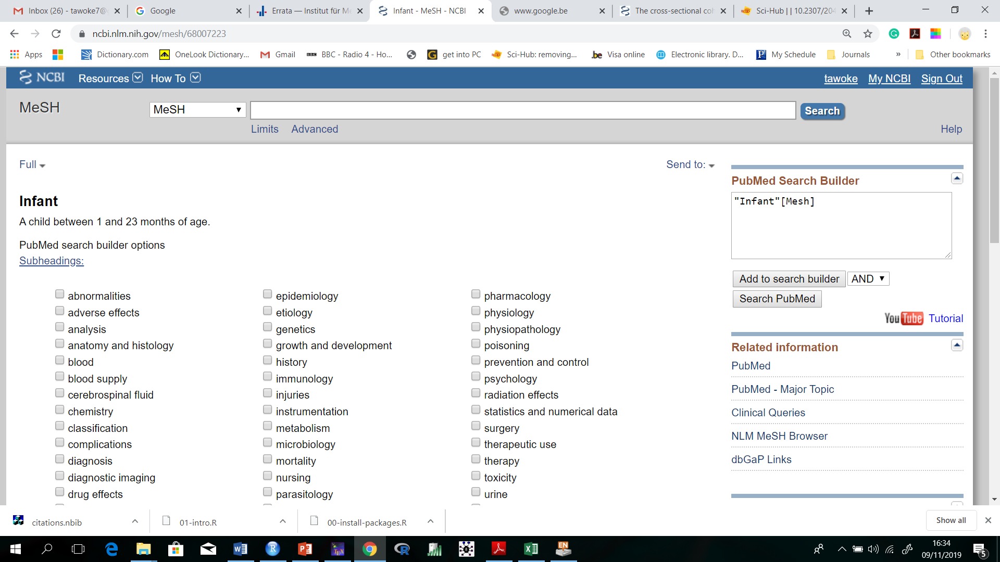 Inbox (26) - tawoke7@
Google
Errata — Institut für Me
Infant - MeSH - NCBI
www.google.be
The cross-sectional coh
Sci-Hub | | 10.2307/204
ncbi.nlm.nih.gov/mesh/68007223
Apps
Dictionary.com
OneLook Dictionary...
Gmail
BBC BBC - Radio 4 - Ho...
get into PC
Sci-Hub: removing...
.be Visa online
Electronic library. D...
My Schedule
Journals
»
Other bookmarks
NCBI
Resources
How To
tawoke
My NCBI
Sign Out
MeSH
MeSH
Search
Limits
Advanced
Help
Full
Send to:
Infant
A child between 1 and 23 months of age.
PubMed search builder options
Subheadings:
abnormalities
adverse effects
analysis
anatomy and histology
blood
blood supply
cerebrospinal fluid
chemistry
classification
complications
diagnosis
diagnostic imaging
drug effects
epidemiology
etiology
genetics
growth and development
history
immunology
injuries
instrumentation
metabolism
microbiology
mortality
nursing
parasitology
pharmacology
physiology
physiopathology
poisoning
prevention and control
psychology
radiation effects
statistics and numerical data
surgery
therapeutic use
therapy
toxicity
urine
PubMed Search Builder
"Infant"[Mesh]
Add to search builder
AND
Search PubMed
YouTube Tutorial
Related information
PubMed
PubMed - Major Topic
Clinical Queries
NLM MeSH Browser
dbGaP Links
citations.nbib
01-intro.R
00-install-packages.R
Show all
16:34
09/11/2019
5